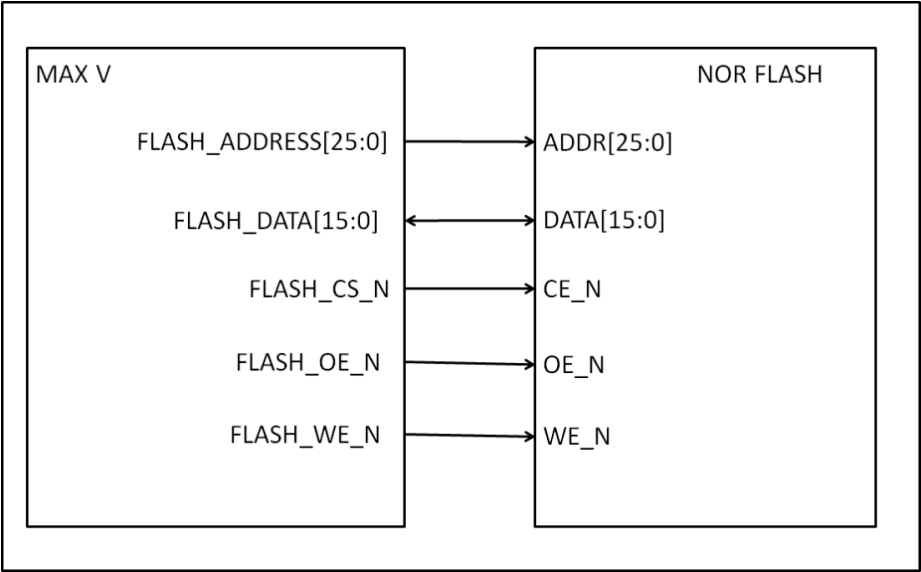 MAX V
NOR FLASH
FLASH_ADDRESS[25:0]
ADDR[25:0]
FLASH_DATA[15:0]
DATA[15:0]
FLASH_CS_N
CE_N
FLASH_OE_N
OE_N
FLASH_WE_N
WE_N